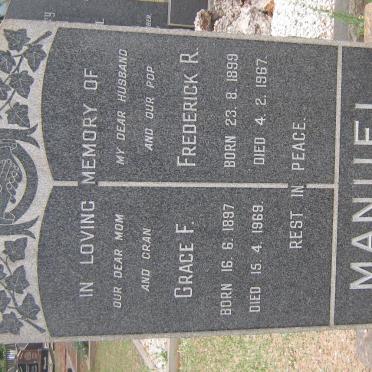 IN LOVING MEMORY OF
OUR DEAR MOM
AND GRAN
GRACE F.
BORN 16. 6. 1897
DIED 15. 4. 1969.
MY DEAR HUSBAND
AND OUR POP
FREDERICK R.
BORN 23. 8. 1899
DIED 4. 2. 1967.
REST IN PEACE.
MANUEL